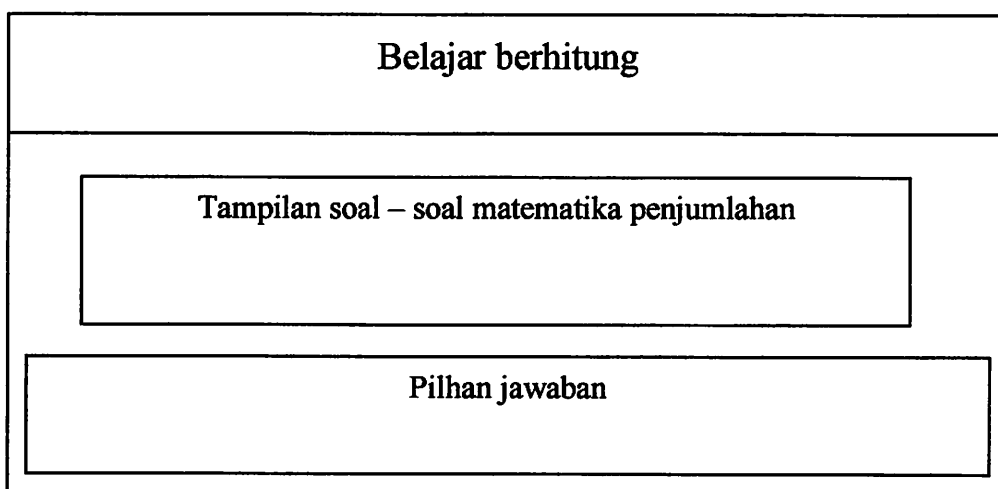 Belajar berhitung
Tampilan soal – soal matematika penjumlahan
Pilhan jawaban